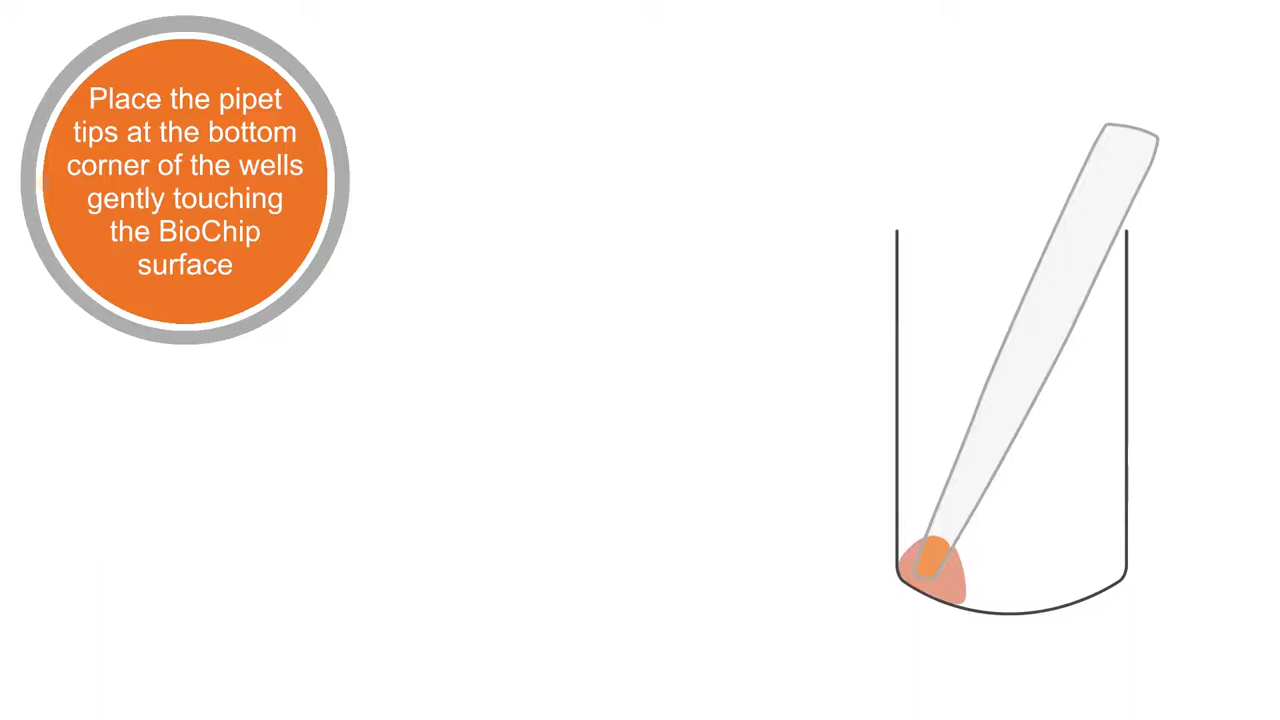 Place the pipet
tips at the bottom
corner of the wells
gently touching
the BioChip
surface